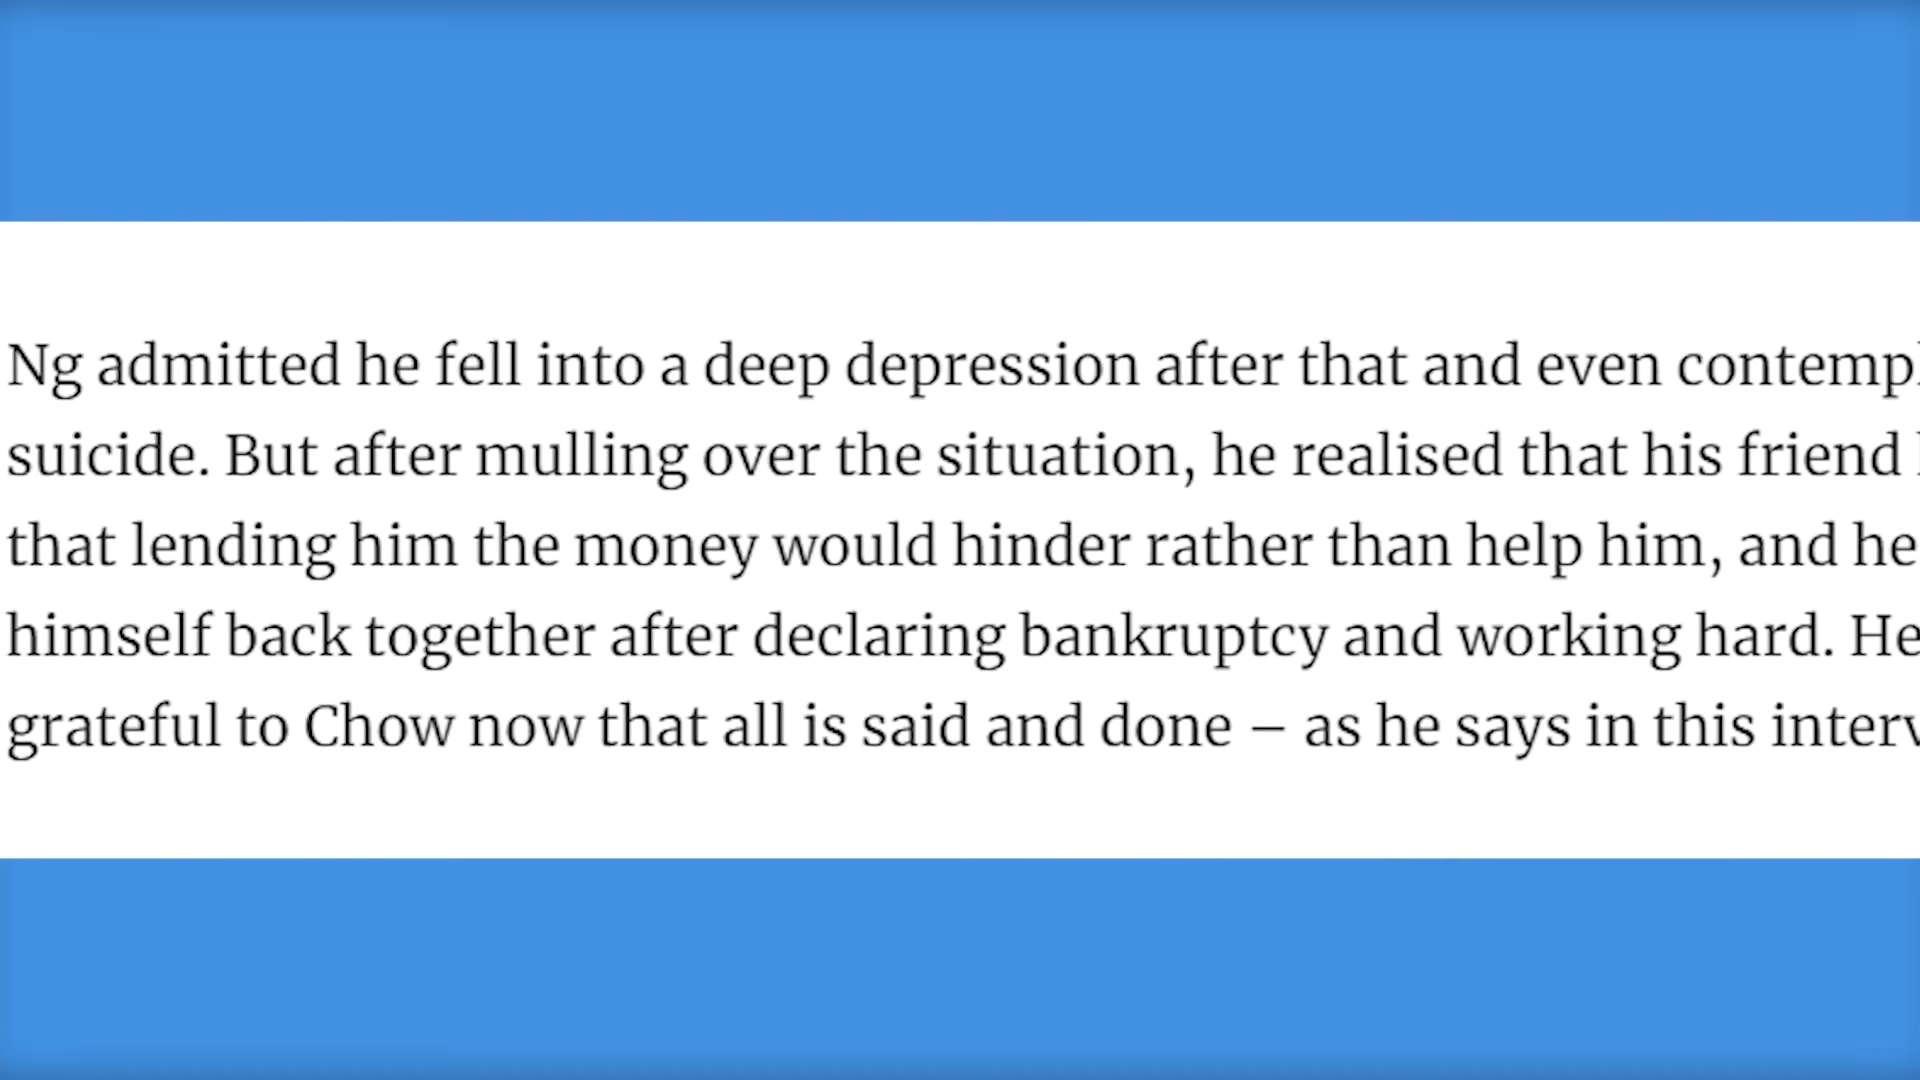 Ng admitted he fell into a deep depression after that and even
suicide. But after mulling over the situation, he realised that his friend
that lending him the money would hinder rather than help him, and he
himself back together after declaring bankruptcy and working hard. He
grateful to Chow now that all is said and done – as he says in this